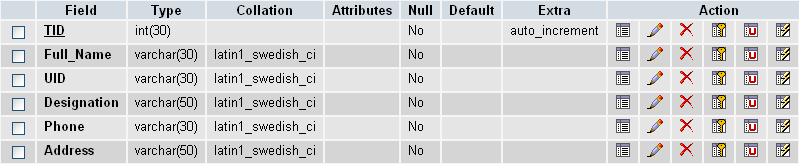 Field Type Collation Attributes Null Default Extra Action
TID int(30) No auto_increment
Full_Name varchar(30) latin1_swedish_ci No
UID varchar(30) latin1_swedish_ci No
Designation varchar(50) latin1_swedish_ci No
Phone varchar(30) latin1_swedish_ci No
Address varchar(50) latin1_swedish_ci No